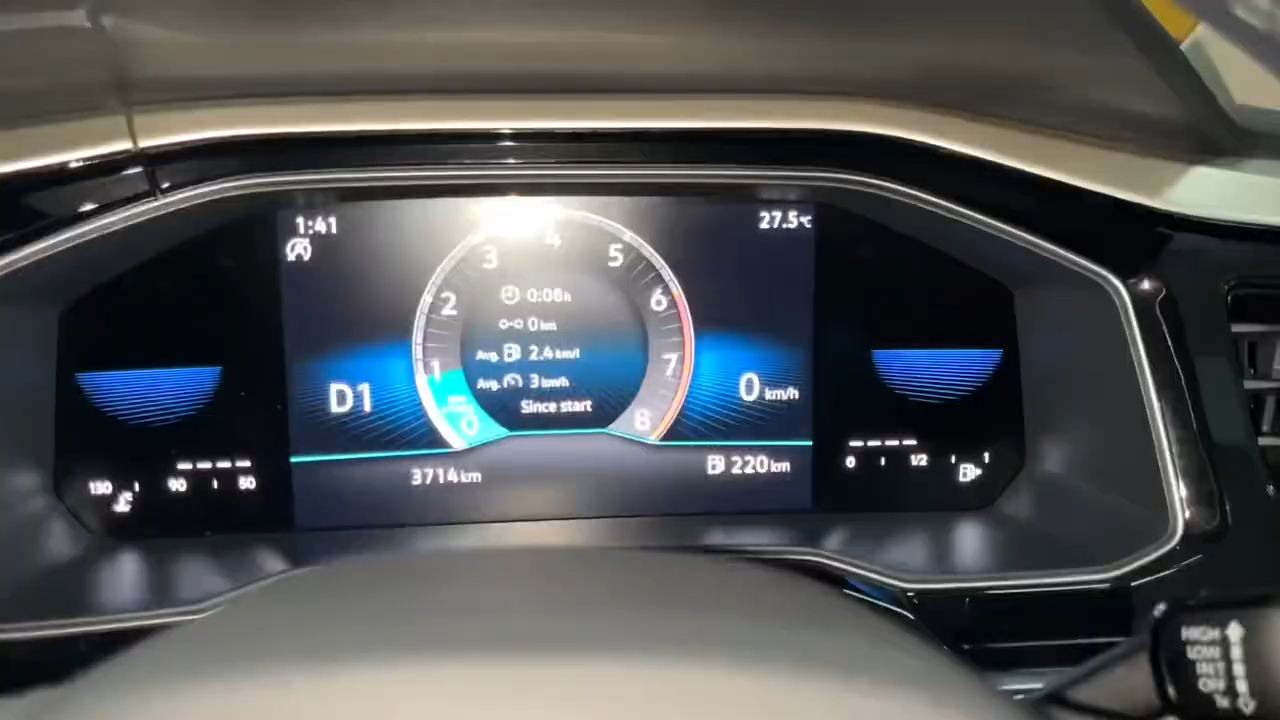 1:41
27.5°C
3
4
5
2
6
1
7
0
8
0:06h
0 km
Avg. 2.4 km/l
Avg. 3 km/h
Since start
D1
0 km/h
3714 km
220 km
130 90 50
0 1/2 1
HIGH
LOW
INT
OFF
1x